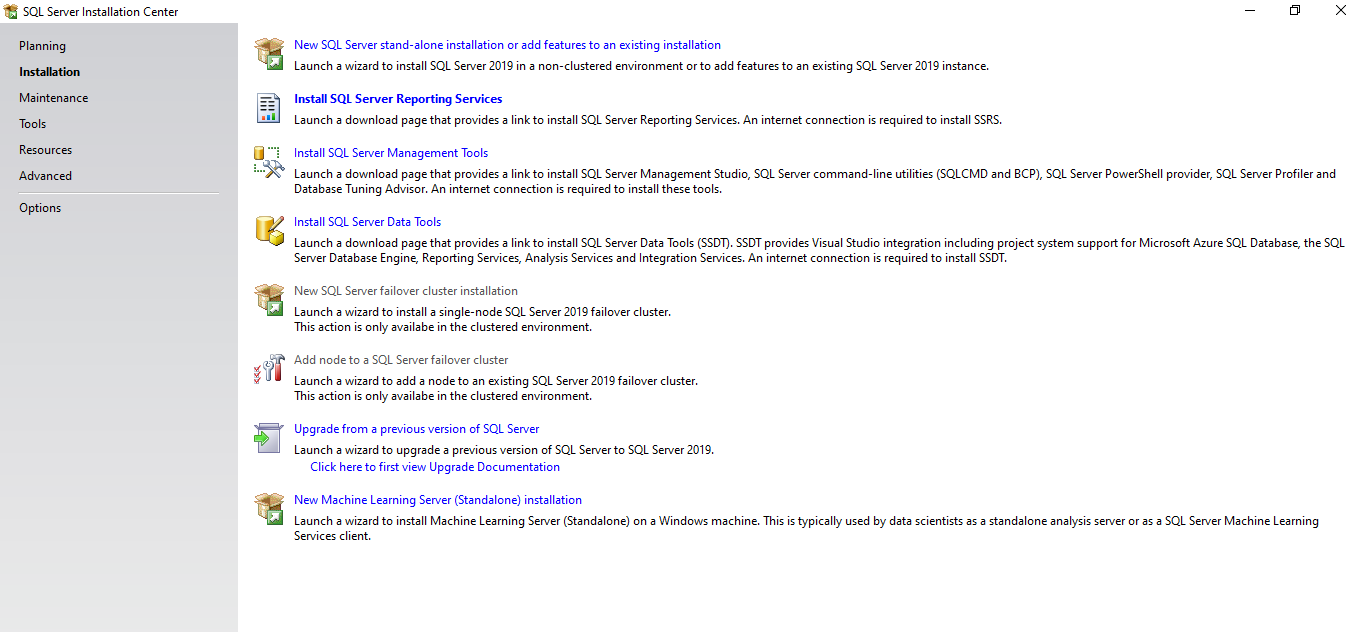 SQL Server Installation Center
Planning
Installation
Maintenance
Tools
Resources
Advanced
Options
New SQL Server stand-alone installation or add features to an existing installation
Launch a wizard to install SQL Server 2019 in a non-clustered environment or to add features to an existing SQL Server 2019 instance.
Install SQL Server Reporting Services
Launch a download page that provides a link to install SQL Server Reporting Services. An internet connection is required to install SSRS.
Install SQL Server Management Tools
Launch a download page that provides a link to install SQL Server Management Studio, SQL Server command-line utilities (SQLCMD and BCP), SQL Server PowerShell provider, SQL Server Profiler and
Database Tuning Advisor. An internet connection is required to install these tools.
Install SQL Server Data Tools
Launch a download page that provides a link to install SQL Server Data Tools (SSDT). SSDT provides Visual Studio integration including project system support for Microsoft Azure SQL Database, the SQL
Server Database Engine, Reporting Services, Analysis Services and Integration Services. An internet connection is required to install SSDT.
New SQL Server failover cluster installation
Launch a wizard to install a single-node SQL Server 2019 failover cluster.
This action is only availabe in the clustered environment.
Add node to a SQL Server failover cluster
Launch a wizard to add a node to an existing SQL Server 2019 failover cluster.
This action is only availabe in the clustered environment.
Upgrade from a previous version of SQL Server
Launch a wizard to upgrade a previous version of SQL Server to SQL Server 2019.
Click here to first view Upgrade Documentation
New Machine Learning Server (Standalone) installation
Launch a wizard to install Machine Learning Server (Standalone) on a Windows machine. This is typically used by data scientists as a standalone analysis server or as a SQL Server Machine Learning
Services client.